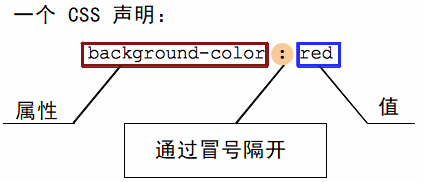 一个 CSS 声明:
background-color : red
属性
值
通过冒号隔开